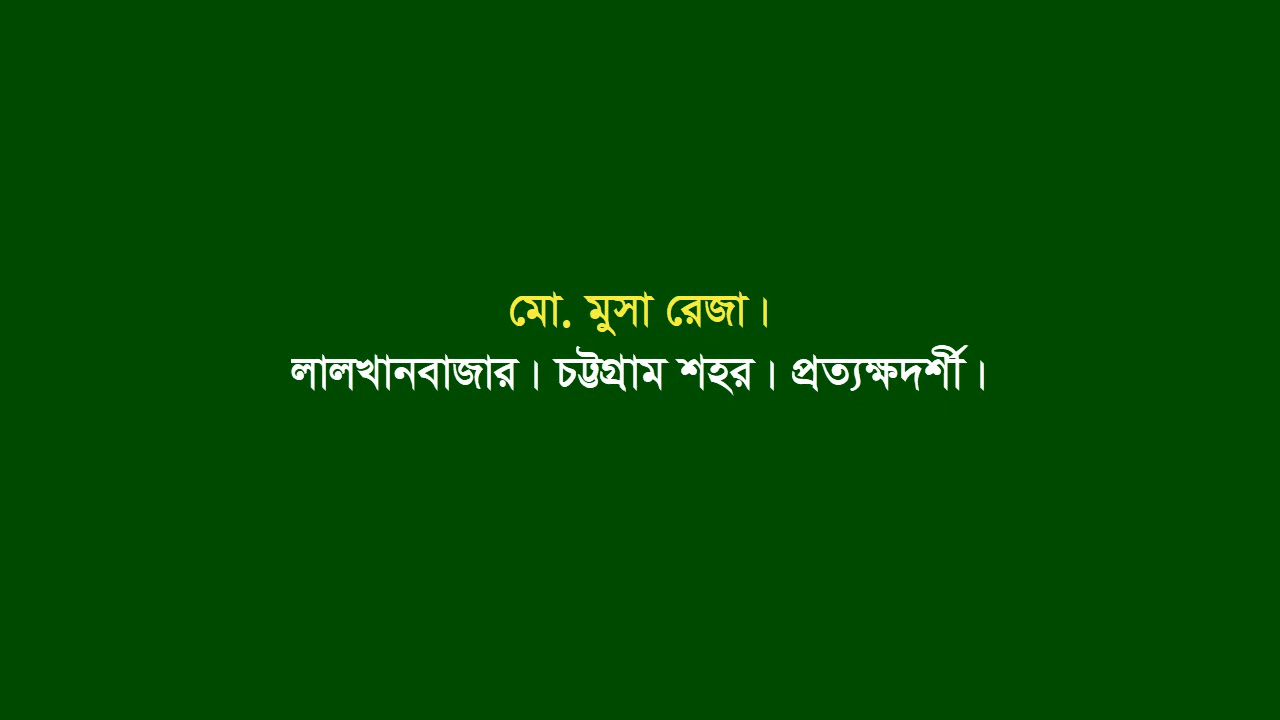 মো. মুসা রেজা।
লালখানবাজার। চট্টগ্রাম শহর। প্রত্যক্ষদর্শী।